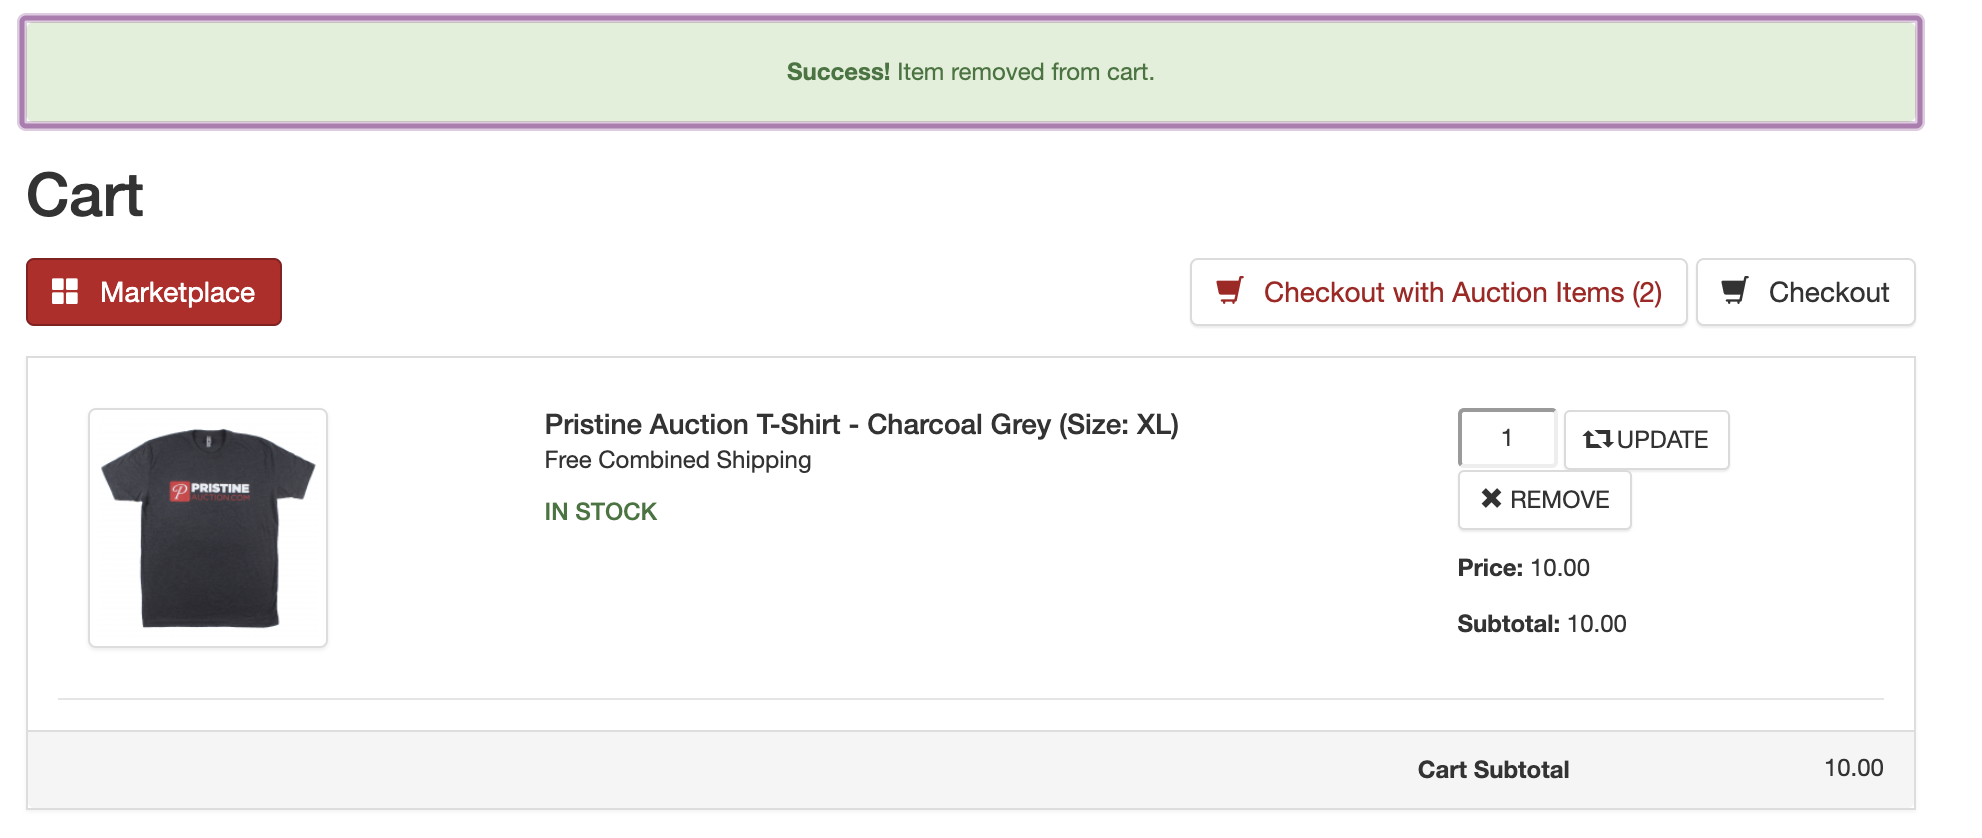 Success! Item removed from cart.
Cart
Marketplace
Checkout with Auction Items (2)
Checkout
PRISTINE
AUCTION.COM
Pristine Auction T-Shirt - Charcoal Grey (Size: XL)
Free Combined Shipping
IN STOCK
1
UPDATE
REMOVE
Price: 10.00
Subtotal: 10.00
Cart Subtotal
10.00